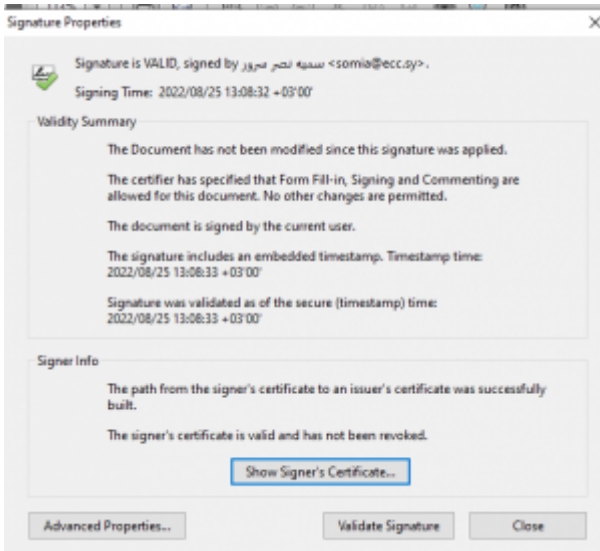 Signature Properties
Signature is VALID, signed by سميه نصر سرور <somia@ecc.sy>.
Signing Time: 2022/08/25 13:08:32 +03'00'
Validity Summary
The Document has not been modified since this signature was applied.
The certifier has specified that Form Fill-in, Signing and Commenting are
allowed for this document. No other changes are permitted.
The document is signed by the current user.
The signature includes an embedded timestamp. Timestamp time:
2022/08/25 13:08:33 +03'00'
Signature was validated as of the secure (timestamp) time:
2022/08/25 13:08:33 +03'00'
Signer Info
The path from the signer's certificate to an issuer's certificate was successfully
built.
The signer's certificate is valid and has not been revoked.
Show Signer's Certificate...
Advanced Properties...
Validate Signature
Close